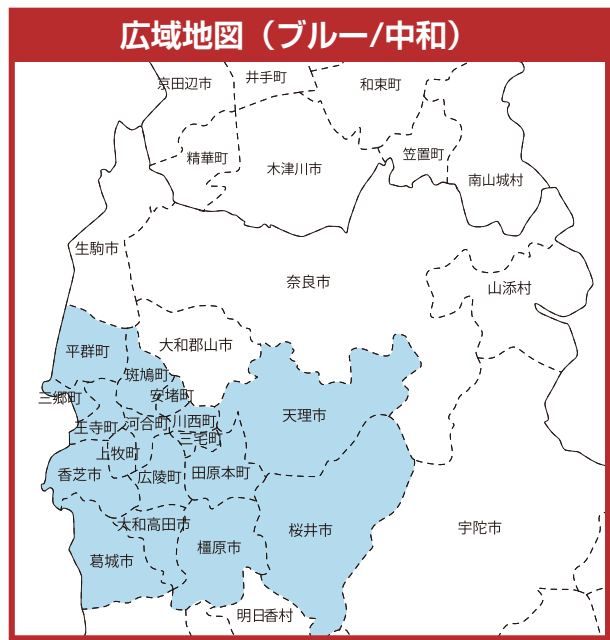 広域地図（ブルー/中和）
京田辺市
井手町
和束町
精華町
木津川市
笠置町
南山城村
生駒市
奈良市
山添村
大和郡山市
平群町
斑鳩町
三郷町
安堵町
天理市
王寺町
河合町
川西町
三宅町
上牧町
香芝市
広陵町
田原本町
大和高田市
桜井市
宇陀市
葛城市
橿原市
明日香村